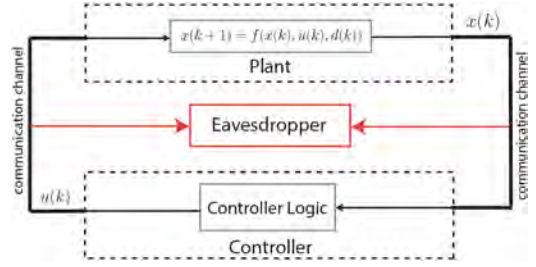 x(k + 1) = f(x(k), u(k), d(k))
x(k)
Plant
communication channel
Eavesdropper
communication channel
u(k)
Controller Logic
Controller